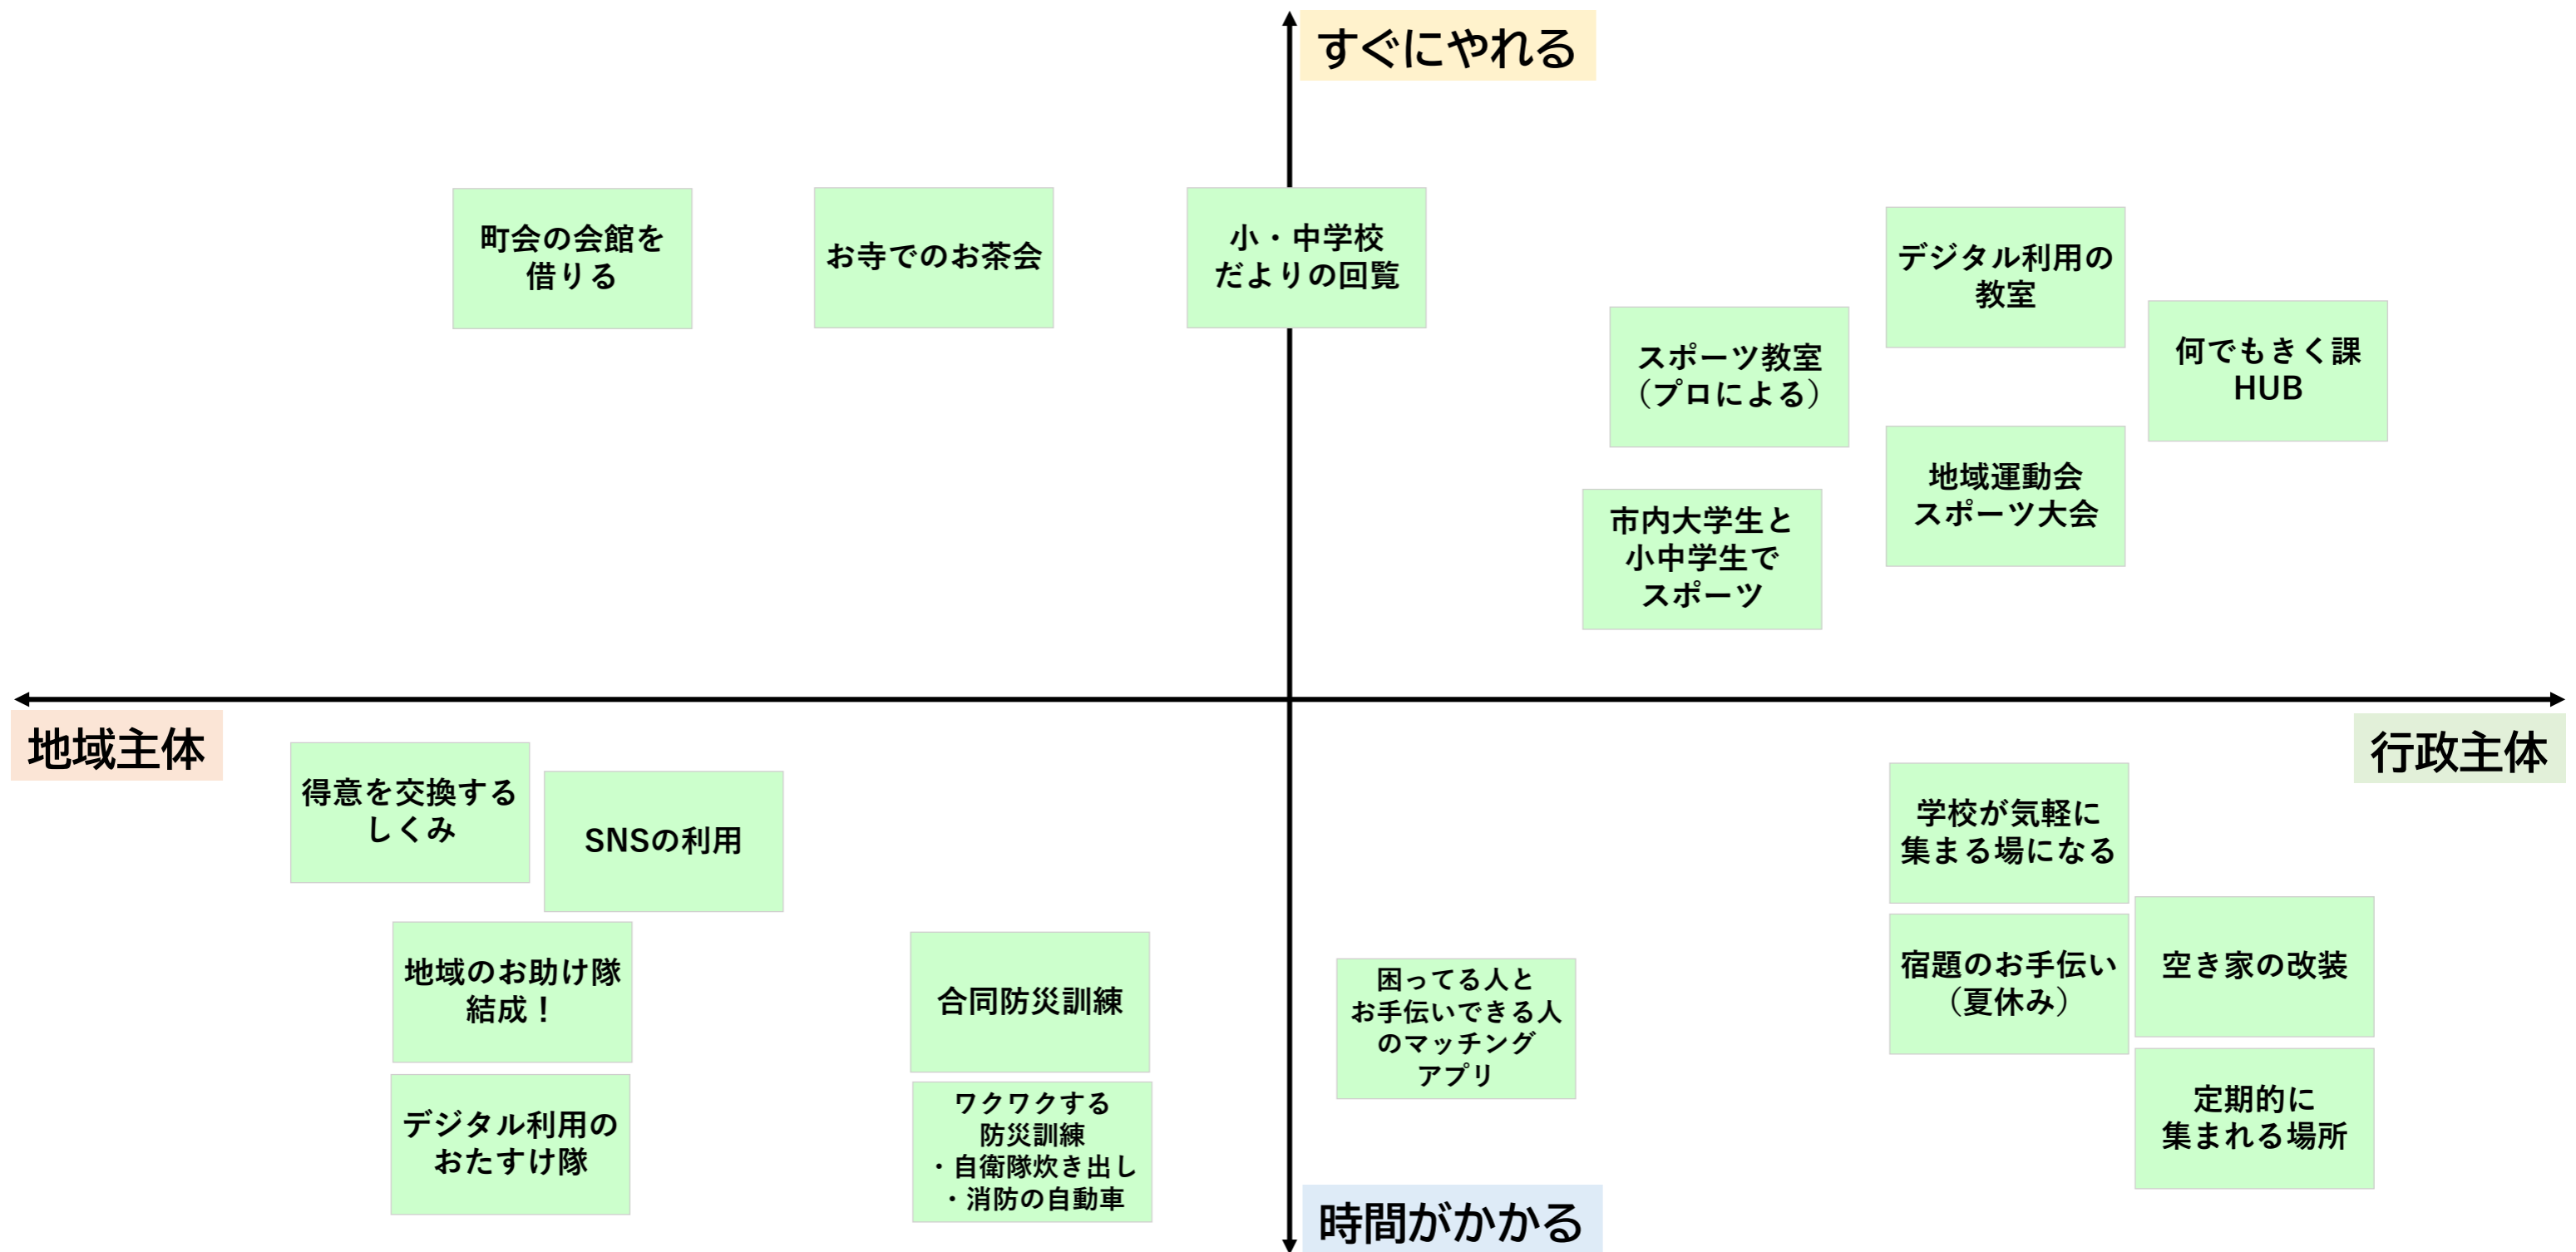 すぐにやれる
町会の会館を
借りる
お寺でのお茶会
小・中学校
だよりの回覧
デジタル利用の
教室
スポーツ教室
（プロによる）
何でもきく課
HUB
市内大学生と
小中学生で
スポーツ
地域運動会
スポーツ大会
地域主体
行政主体
得意を交換する
しくみ
SNSの利用
地域のお助け隊
結成！
デジタル利用の
おたすけ隊
合同防災訓練
ワクワクする
防災訓練
・自衛隊炊き出し
・消防の自動車
困ってる人と
お手伝いできる人
のマッチング
アプリ
学校が気軽に
集まる場になる
宿題のお手伝い
（夏休み）
空き家の改装
定期的に
集まれる場所
時間がかかる